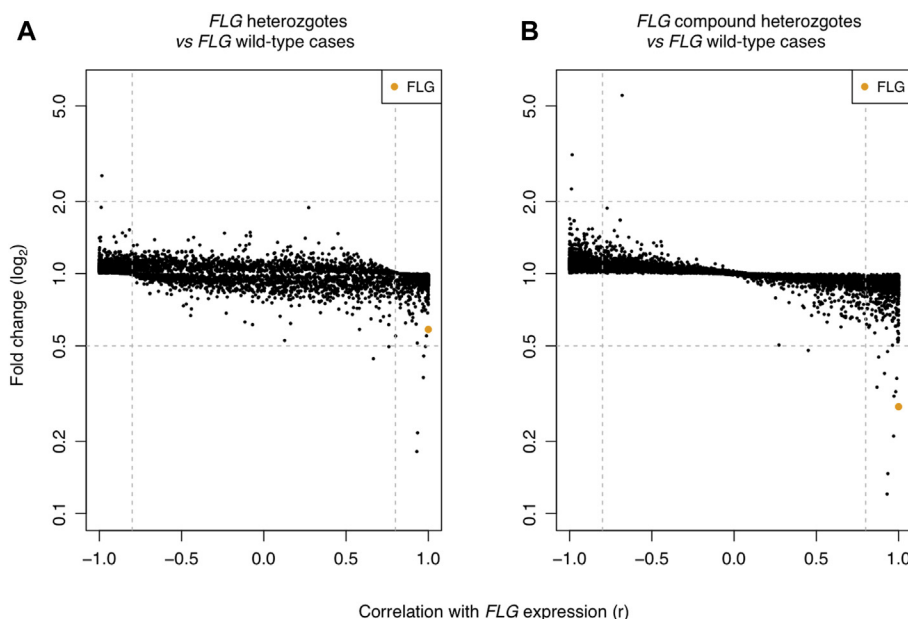 A
FLG heterozgotes
vs FLG wild-type cases
B
FLG compound heterozgotes
vs FLG wild-type cases
Fold change (log2)
5.0
2.0
1.0
0.5
0.2
0.1
FLG
−1.0 −0.5 0.0 0.5 1.0
5.0
2.0
1.0
0.5
0.2
0.1
FLG
−1.0 −0.5 0.0 0.5 1.0
Correlation with FLG expression (r)